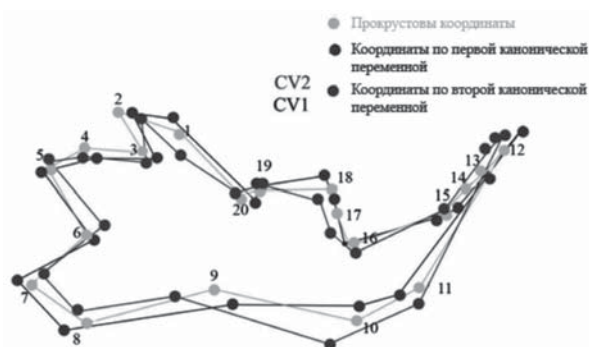 Прокрустовы координаты
Координаты по первой канонической
переменной
CV2
Координаты по второй канонической
CV1
переменной
2
1
3
4
5
12
13
14
15
19
18
20
17
16
6
7
8
9
10
11